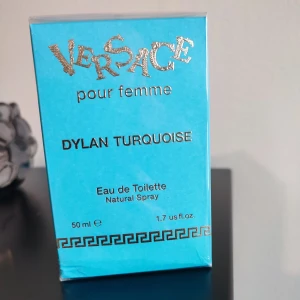 VERSACE
pour femme
DYLAN TURQUOISE
Eau de Toilette
Natural Spray
50 ml ℮ 1.7 us fl.oz